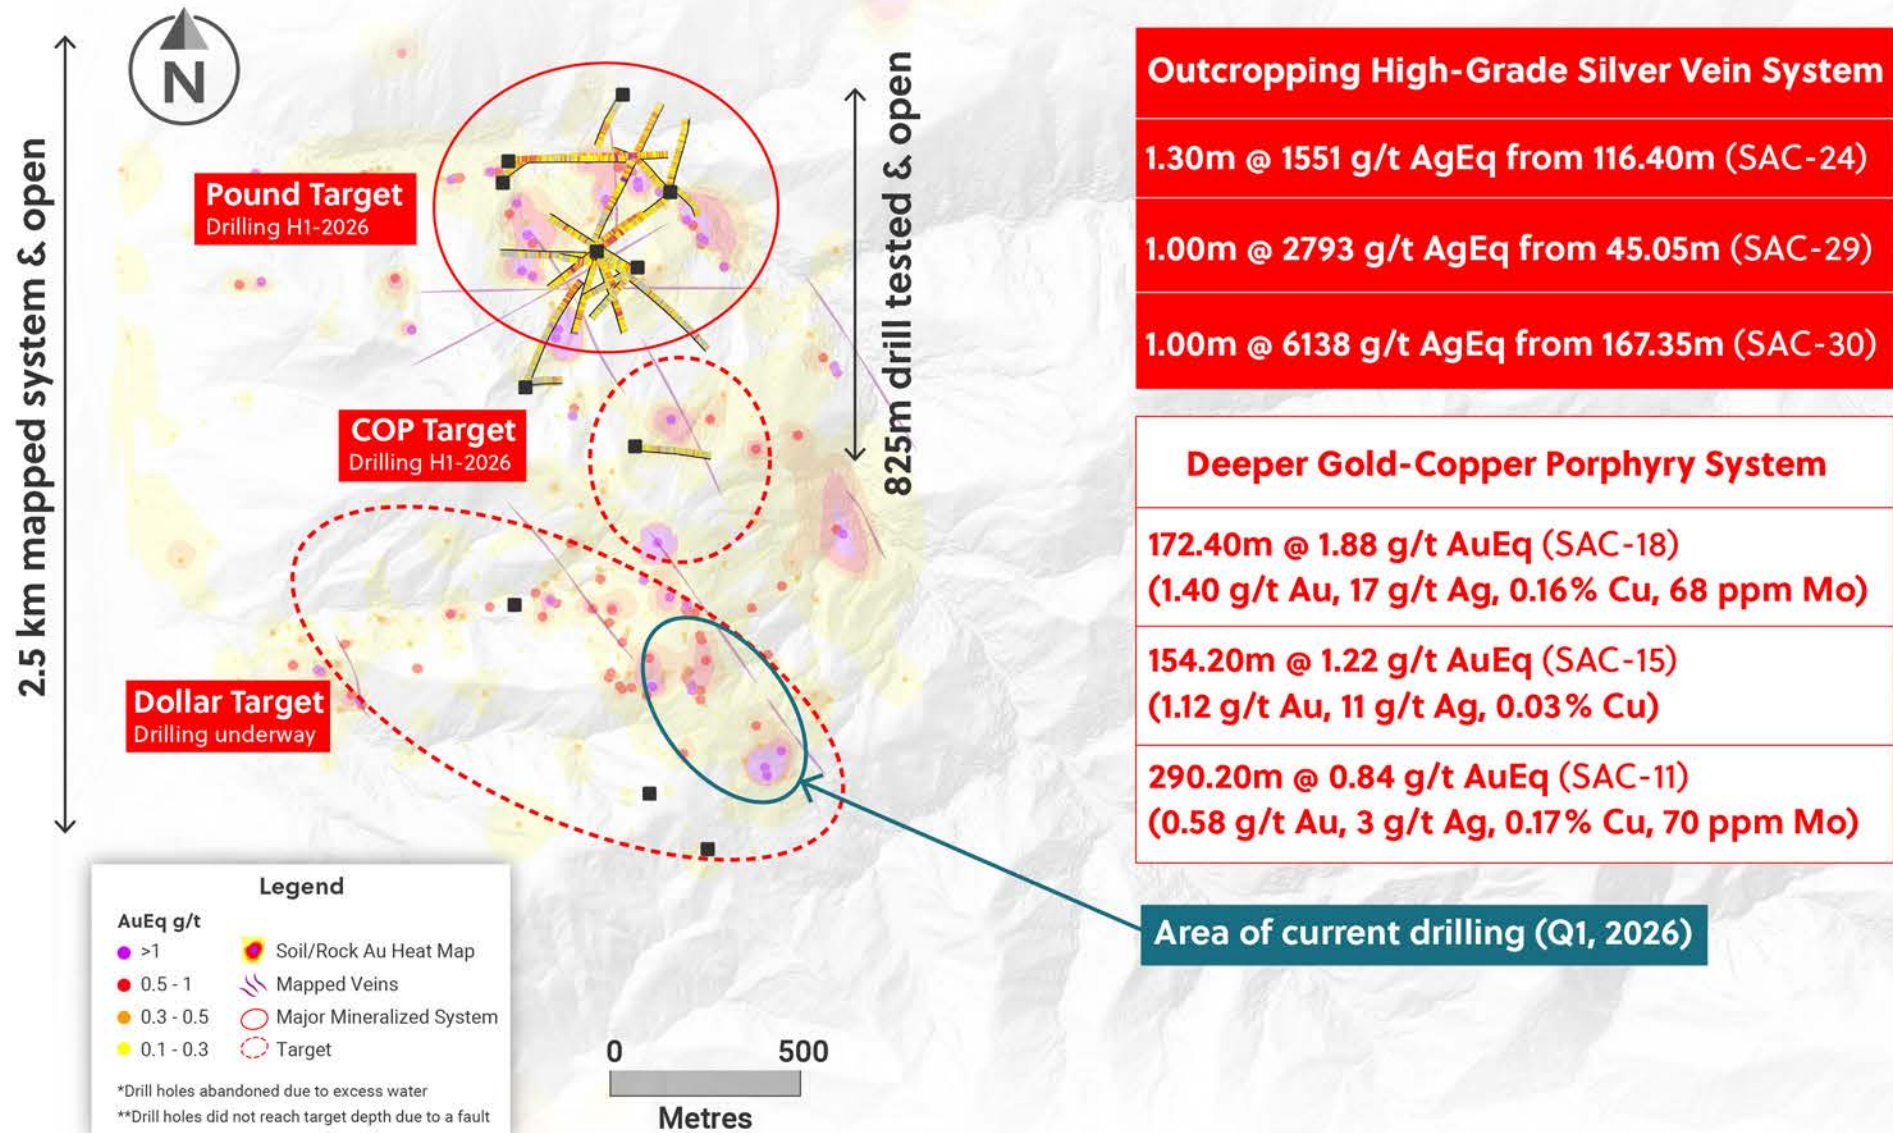 N
2.5 km mapped system & open
Pound Target
Drilling H1-2026
825m drill tested & open
COP Target
Drilling H1-2026
Dollar Target
Drilling underway
Outcropping High-Grade Silver Vein System
1.30m @ 1551 g/t AgEq from 116.40m (SAC-24)
1.00m @ 2793 g/t AgEq from 45.05m (SAC-29)
1.00m @ 6138 g/t AgEq from 167.35m (SAC-30)
Deeper Gold-Copper Porphyry System
172.40m @ 1.88 g/t AuEq (SAC-18)
(1.40 g/t Au, 17 g/t Ag, 0.16% Cu, 68 ppm Mo)
154.20m @ 1.22 g/t AuEq (SAC-15)
(1.12 g/t Au, 11 g/t Ag, 0.03% Cu)
290.20m @ 0.84 g/t AuEq (SAC-11)
(0.58 g/t Au, 3 g/t Ag, 0.17% Cu, 70 ppm Mo)
Area of current drilling (Q1, 2026)
Legend
AuEq g/t
>1
0.5 - 1
0.3 - 0.5
0.1 - 0.3
Soil/Rock Au Heat Map
Mapped Veins
Major Mineralized System
Target
*Drill holes abandoned due to excess water
**Drill holes did not reach target depth due to a fault
0 500
Metres